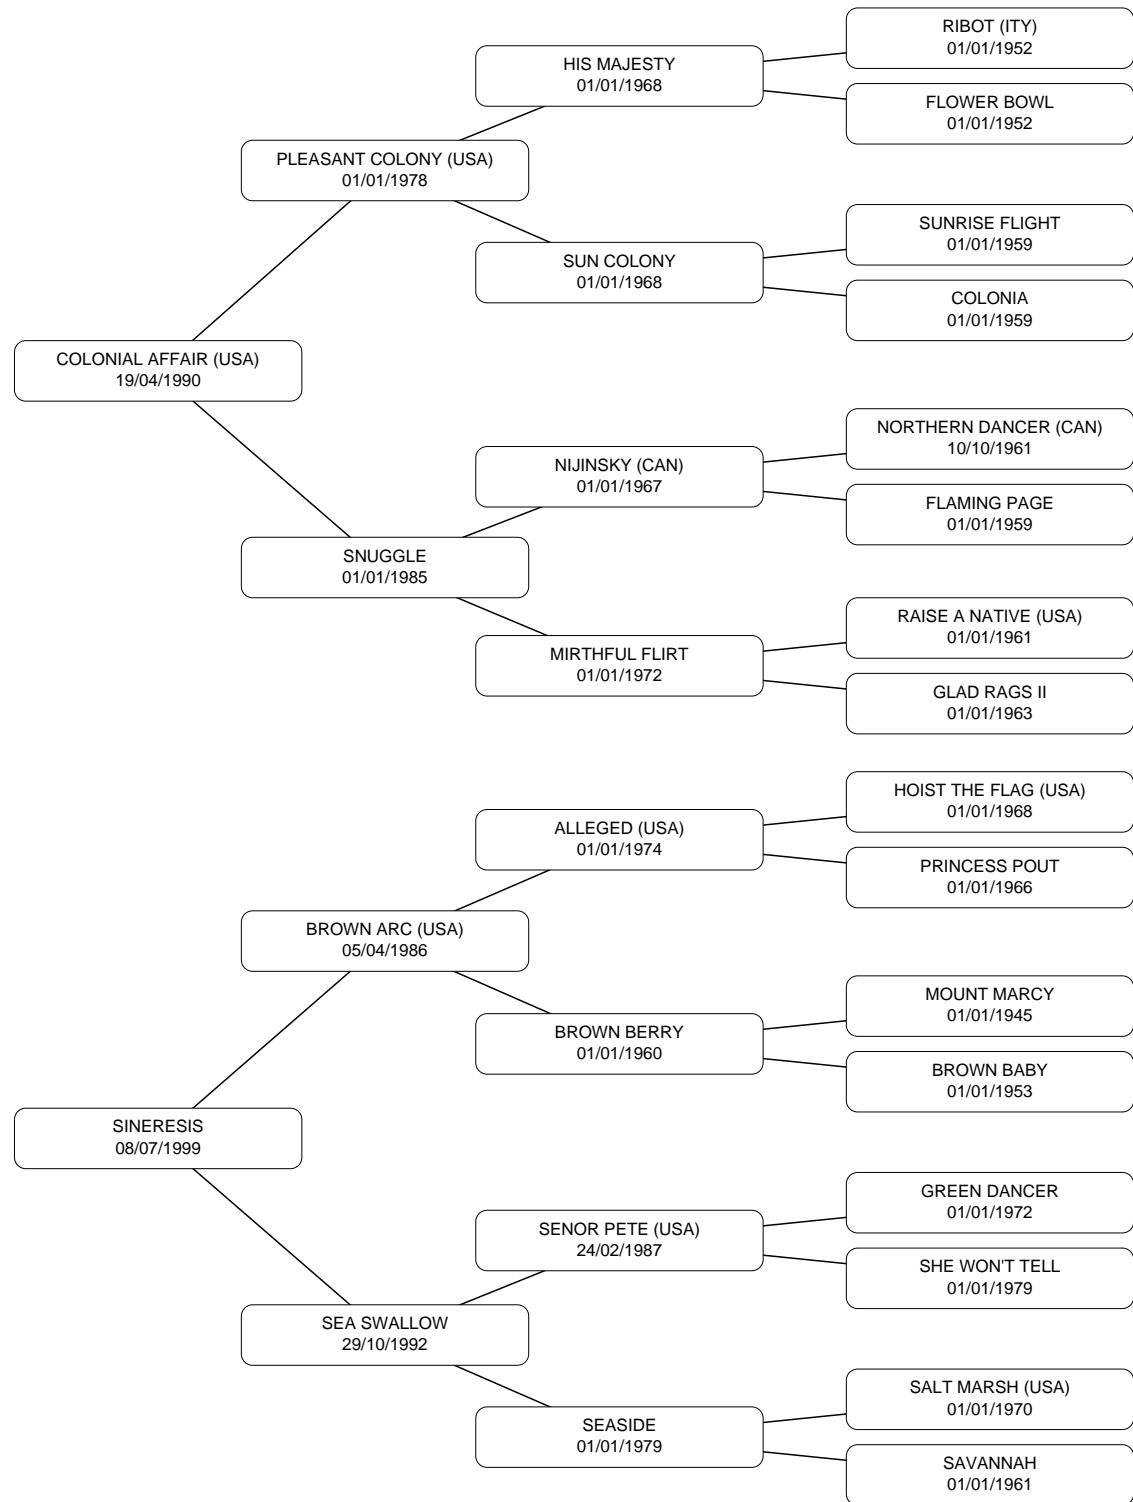 RIBOT (ITY)
01/01/1952
HIS MAJESTY
01/01/1968
FLOWER BOWL
01/01/1952
PLEASANT COLONY (USA)
01/01/1978
SUNRISE FLIGHT
01/01/1959
SUN COLONY
01/01/1968
COLONIA
01/01/1959
COLONIAL AFFAIR (USA)
19/04/1990
NORTHERN DANCER (CAN)
10/10/1961
NIJINSKY (CAN)
01/01/1967
FLAMING PAGE
01/01/1959
SNUGGLE
01/01/1985
RAISE A NATIVE (USA)
01/01/1961
MIRTHFUL FLIRT
01/01/1972
GLAD RAGS II
01/01/1963
HOIST THE FLAG (USA)
01/01/1968
ALLEGED (USA)
01/01/1974
PRINCESS POUT
01/01/1966
BROWN ARC (USA)
05/04/1986
MOUNT MARCY
01/01/1945
BROWN BERRY
01/01/1960
BROWN BABY
01/01/1953
SINERESIS
08/07/1999
GREEN DANCER
01/01/1972
SENOR PETE (USA)
24/02/1987
SHE WON'T TELL
01/01/1979
SEA SWALLOW
29/10/1992
SALT MARSH (USA)
01/01/1970
SEASIDE
01/01/1979
SAVANNAH
01/01/1961